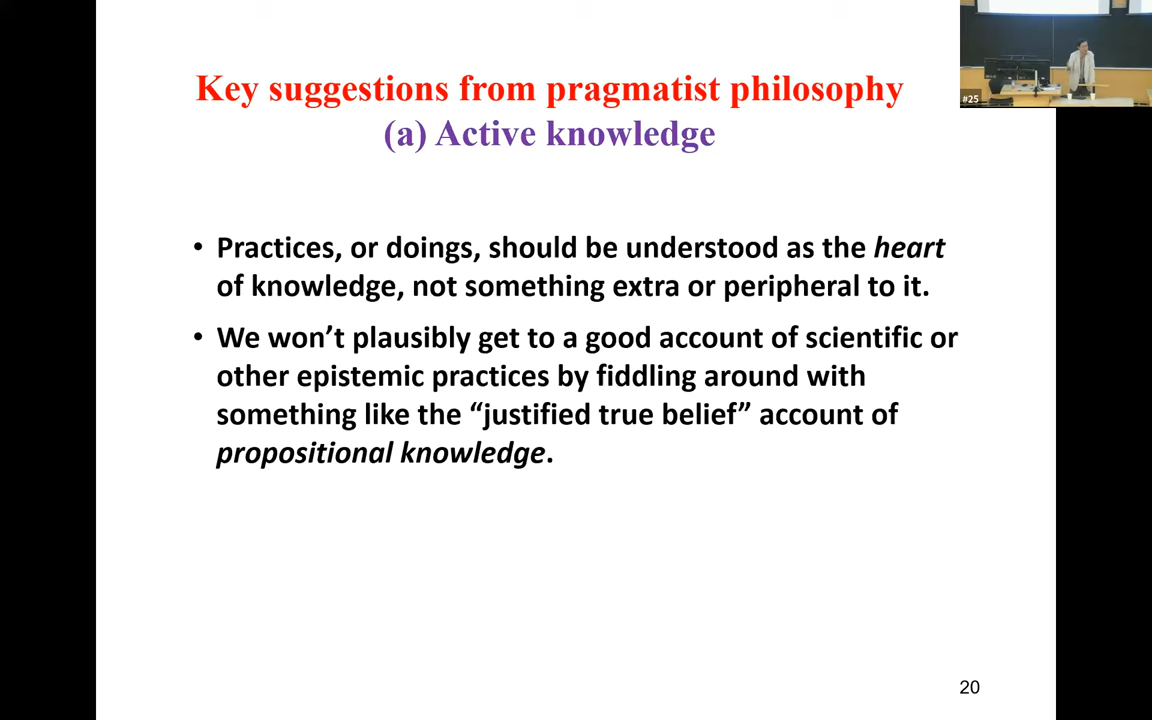 Key suggestions from pragmatist philosophy
(a) Active knowledge
#25
• Practices, or doings, should be understood as the heart
of knowledge, not something extra or peripheral to it.
• We won’t plausibly get to a good account of scientific or
other epistemic practices by fiddling around with
something like the “justified true belief” account of
propositional knowledge.
20